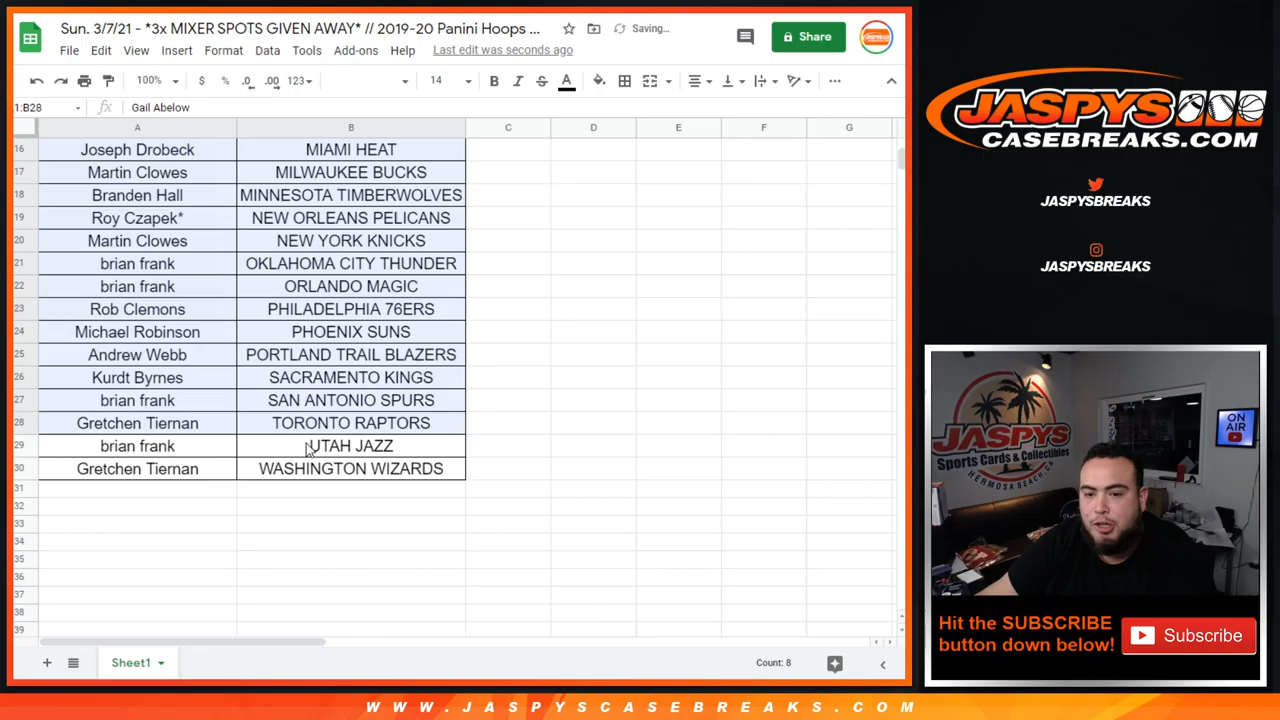 Sun. 3/7/21 - *3x MIXER SPOTS GIVEN AWAY* // 2019-20 Panini Hoops ...
Saving...
Share
File Edit View Insert Format Data Tools Add-ons Help Last edit was seconds ago
100% $ % .0 .00 123 14 B I S A
1:B28 fx Gail Abelow
A B C D E F G
16 Joseph Drobeck MIAMI HEAT
17 Martin Clowes MILWAUKEE BUCKS
18 Branden Hall MINNESOTA TIMBERWOLVES
19 Roy Czapek* NEW ORLEANS PELICANS
20 Martin Clowes NEW YORK KNICKS
21 brian frank OKLAHOMA CITY THUNDER
22 brian frank ORLANDO MAGIC
23 Rob Clemons PHILADELPHIA 76ERS
24 Michael Robinson PHOENIX SUNS
25 Andrew Webb PORTLAND TRAIL BLAZERS
26 Kurdt Byrnes SACRAMENTO KINGS
27 brian frank SAN ANTONIO SPURS
28 Gretchen Tiernan TORONTO RAPTORS
29 brian frank UTAH JAZZ
30 Gretchen Tiernan WASHINGTON WIZARDS
31
32
33
34
35
36
37
38
39
Sheet1
Count: 8
JASPYS
CASEBREAKS.COM
JASPYSBREAKS
JASPYSBREAKS
JASPYS
Sports Cards & Collectibles
HERMOSA BEACH, CA
ON
AIR
Hit the SUBSCRIBE
button down below!
Subscribe
WWW.JASPYSCASEBREAKS.COM